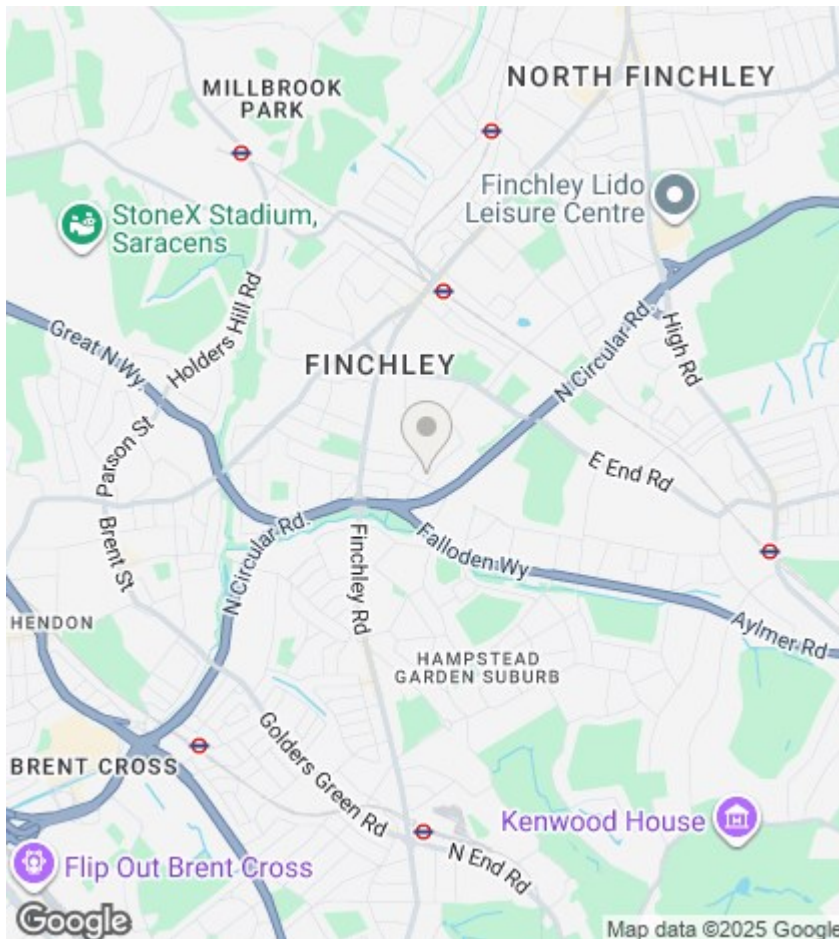 MILLBROOK
PARK
NORTH FINCHLEY
Finchley Lido
Leisure Centre
StoneX Stadium,
Saracens
Holders Hill Rd
Great N Wy.
FINCHLEY
N Circular Rd.
High Rd
Parson St
E End Rd
Brent St
N Circular Rd.
Finchley Rd
Falloden Wy
HENDON
Aylmer Rd
HAMPSTEAD
GARDEN SUBURB
BRENT CROSS
Golders Green Rd
Kenwood House
N End Rd
Flip Out Brent Cross
Google
Map data ©2025 Google